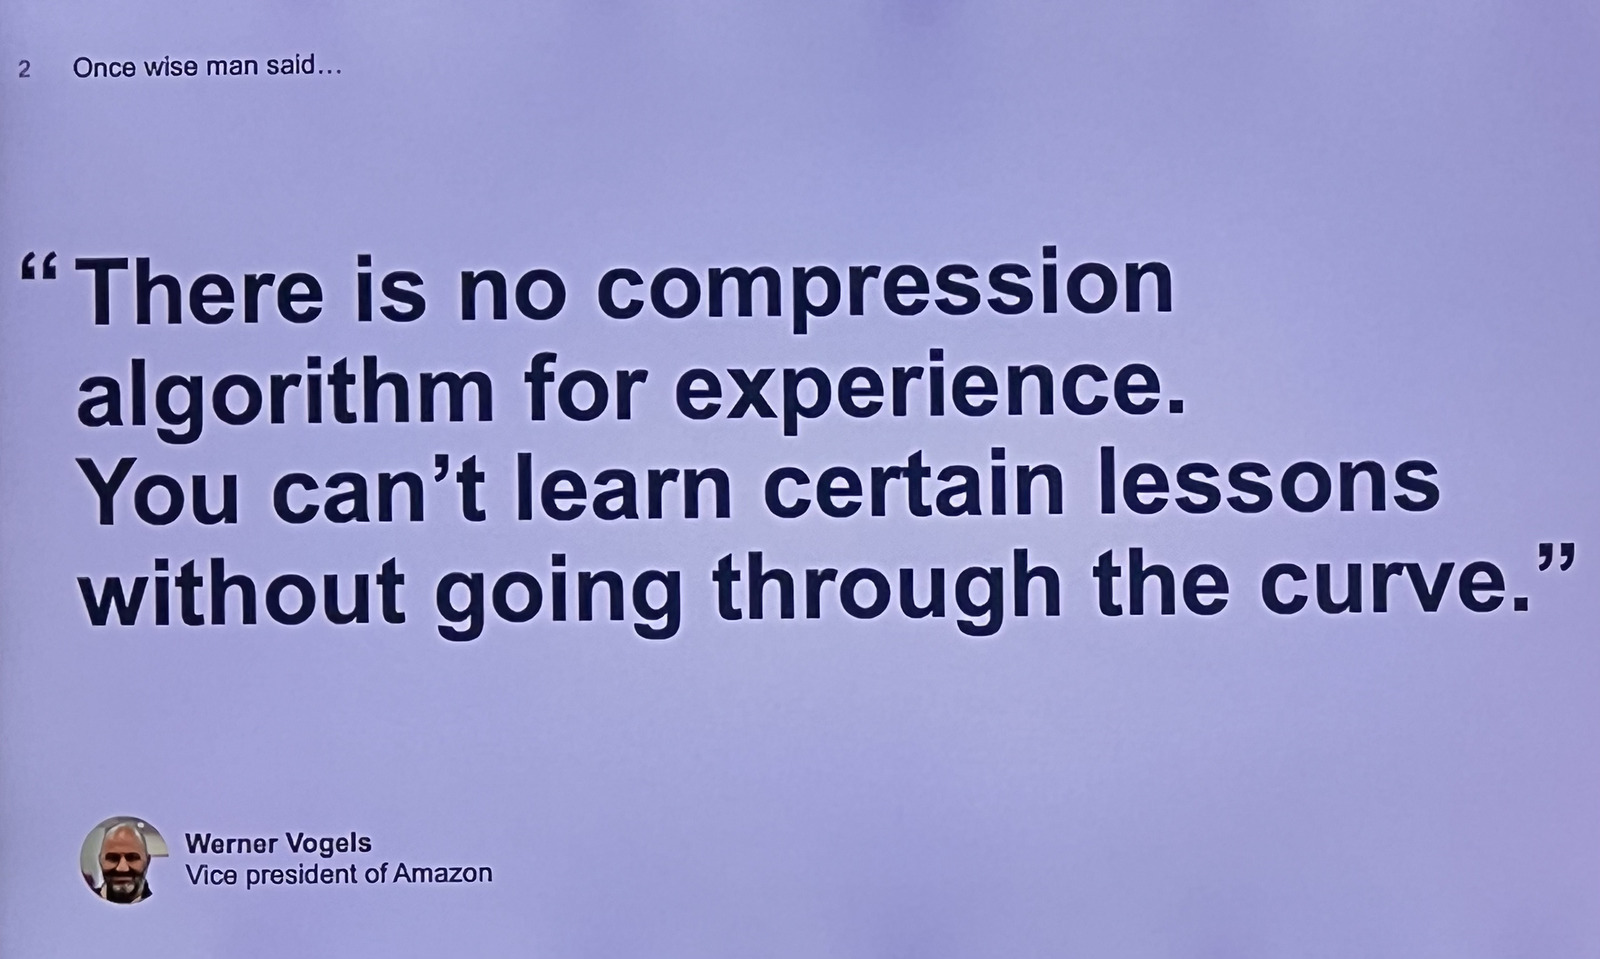 2 Once wise man said...
“There is no compression
algorithm for experience.
You can’t learn certain lessons
without going through the curve.”
Werner Vogels
Vice president of Amazon